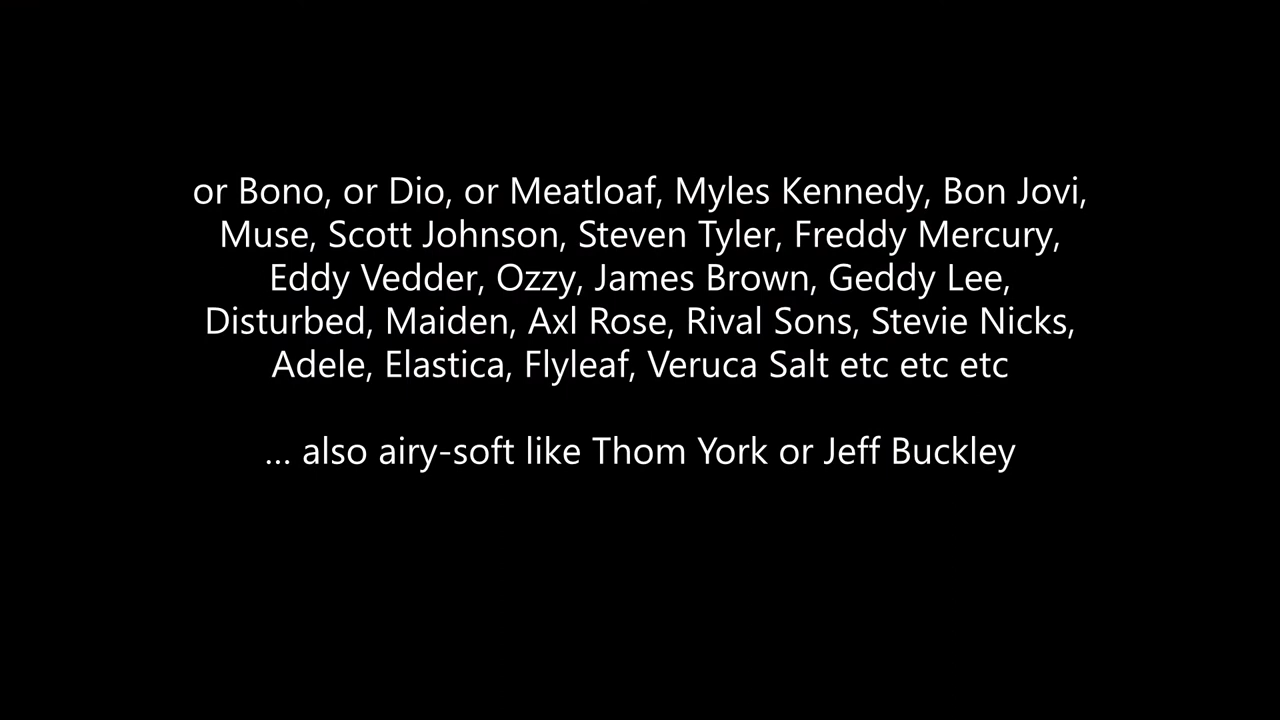 or Bono, or Dio, or Meatloaf, Myles Kennedy, Bon Jovi,
Muse, Scott Johnson, Steven Tyler, Freddy Mercury,
Eddy Vedder, Ozzy, James Brown, Geddy Lee,
Disturbed, Maiden, Axl Rose, Rival Sons, Stevie Nicks,
Adele, Elastica, Flyleaf, Veruca Salt etc etc etc
... also airy-soft like Thom York or Jeff Buckley